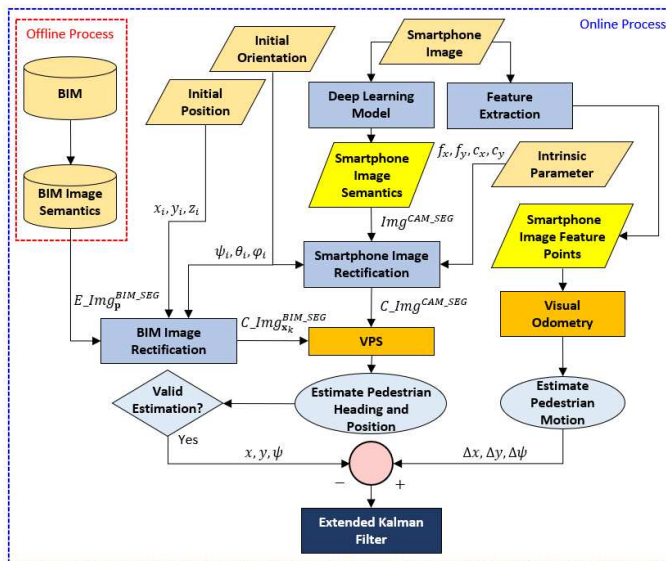 Offline Process
Online Process
BIM
BIM Image
Semantics
Initial
Orientation
Initial
Position
Smartphone
Image
Deep Learning
Model
Feature
Extraction
Smartphone
Image
Semantics
f_x, f_y, c_x, c_y
Intrinsic
Parameter
x_i, y_i, z_i
Img^{CAM_SEG}
Smartphone
Image Feature
Points
ψ_i, θ_i, φ_i
Smartphone Image
Rectification
E_Img_p^{BIM_SEG}
C_Img^{CAM_SEG}
BIM Image
Rectification
C_Img_{x_k}^{BIM_SEG}
VPS
Visual
Odometry
Valid
Estimation?
Estimate Pedestrian
Heading and
Position
Estimate
Pedestrian
Motion
Yes
x, y, ψ
Δx, Δy, Δψ
− +
Extended Kalman
Filter